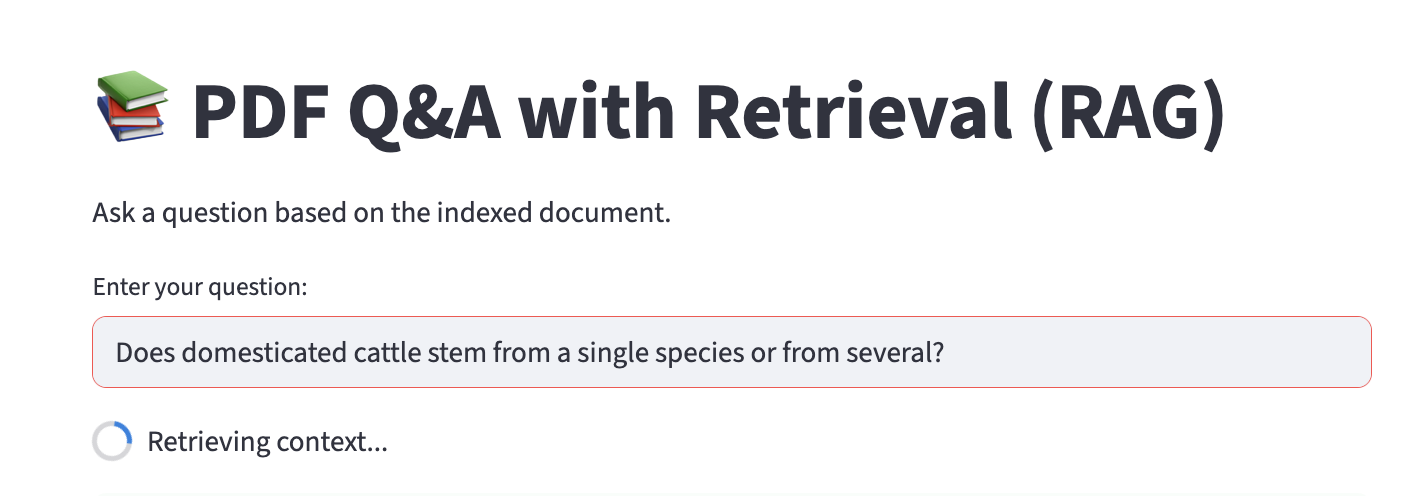 PDF Q&A with Retrieval (RAG)
Ask a question based on the indexed document.
Enter your question:
Does domesticated cattle stem from a single species or from several?
Retrieving context...